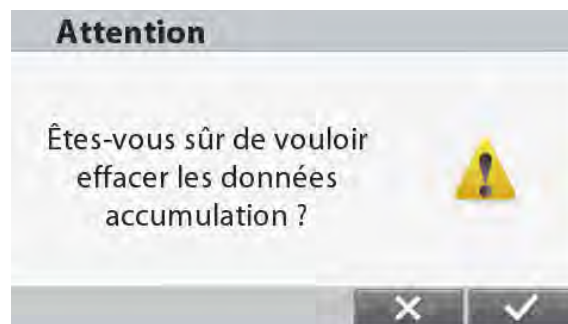 Attention
Êtes-vous sûr de vouloir
effacer les données
accumulation ?